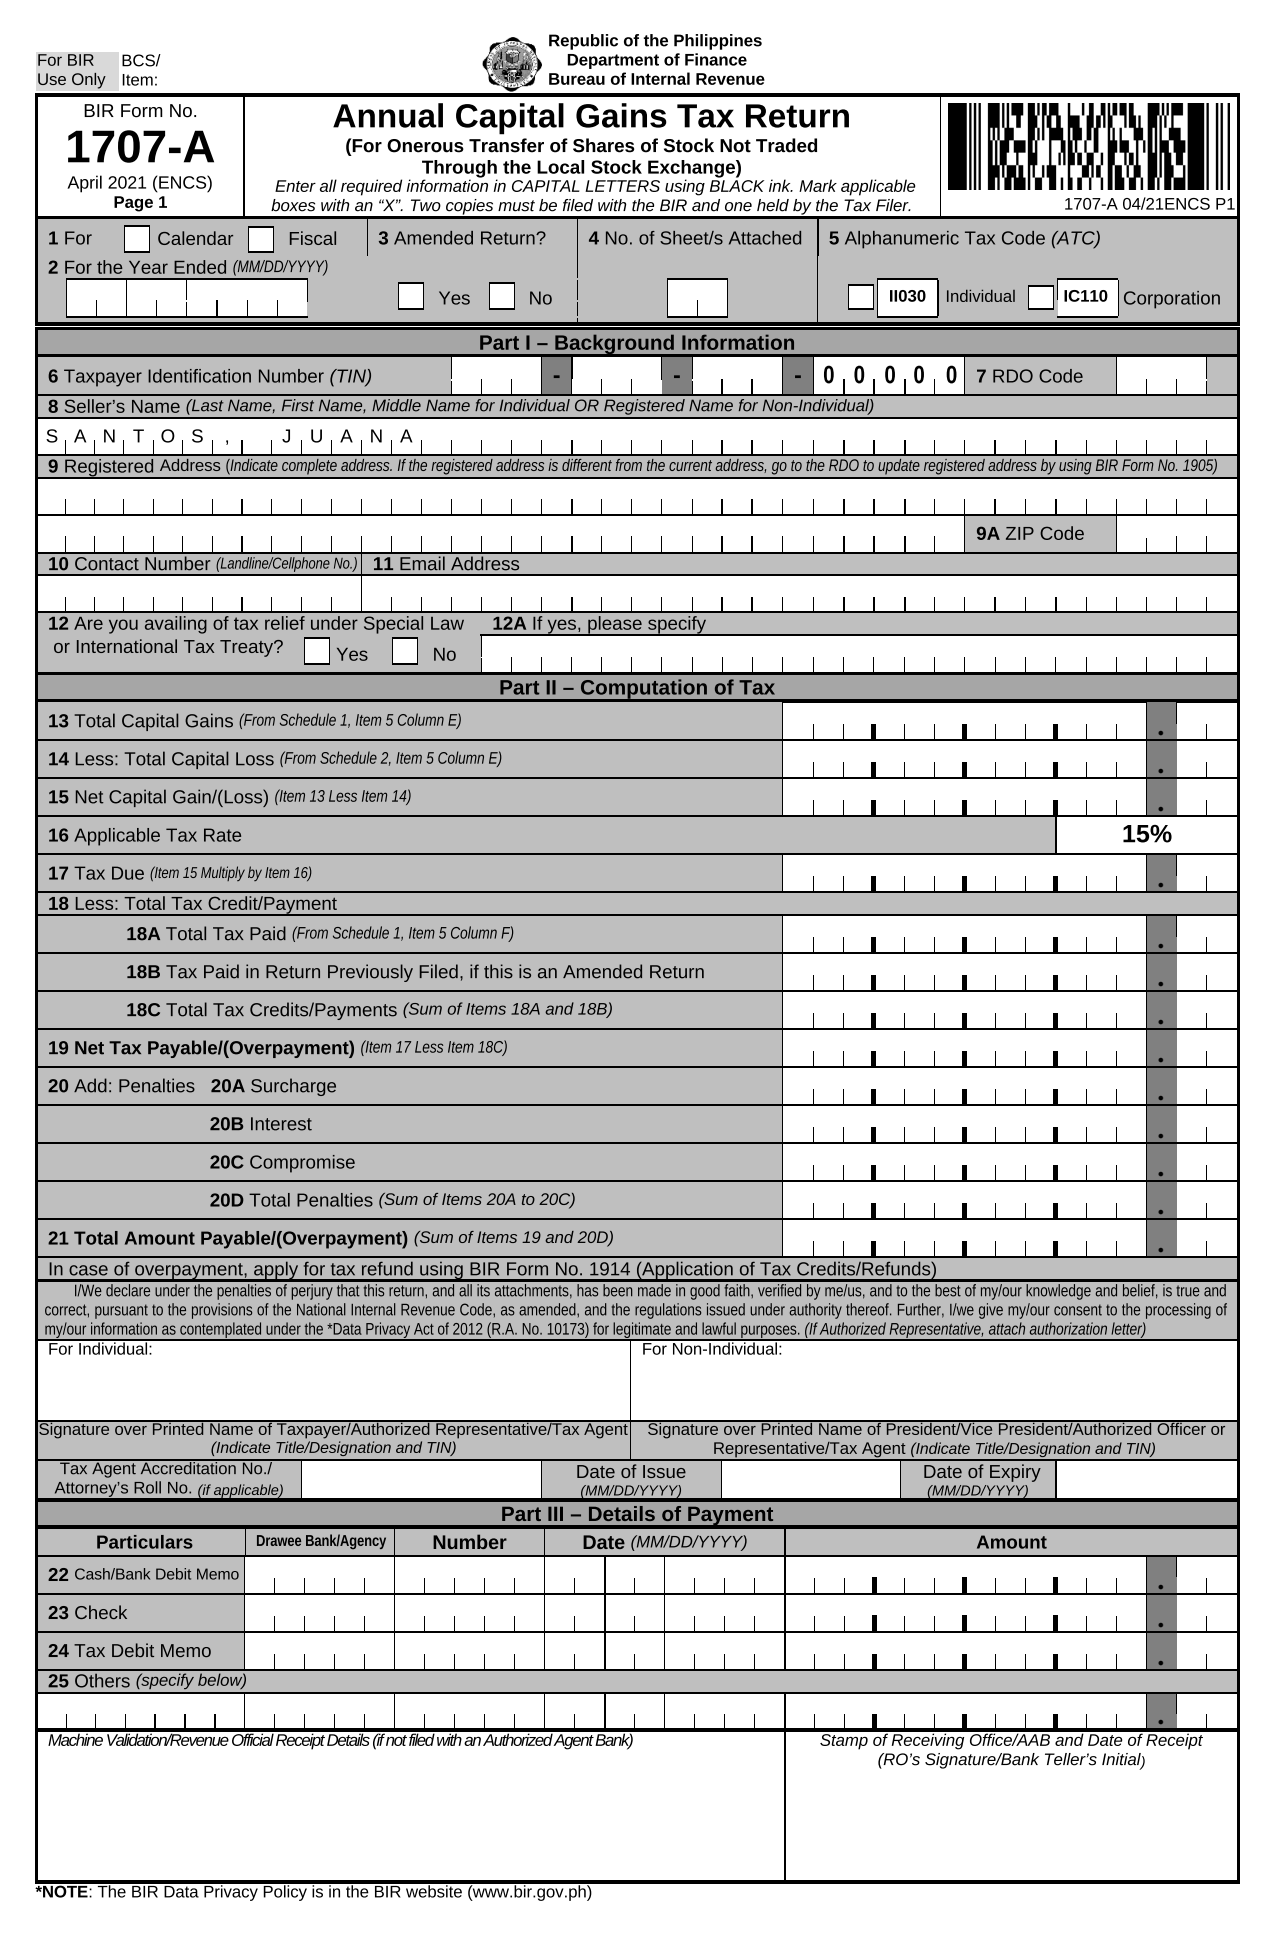 Republic of the Philippines
Department of Finance
Bureau of Internal Revenue
For BIR BCS/
Use Only Item:
BIR Form No.
1707-A
April 2021 (ENCS)
Page 1
Annual Capital Gains Tax Return
(For Onerous Transfer of Shares of Stock Not Traded
Through the Local Stock Exchange)
Enter all required information in CAPITAL LETTERS using BLACK ink. Mark applicable
boxes with an “X”. Two copies must be filed with the BIR and one held by the Tax Filer.
1707-A 04/21ENCS P1
1 For Calendar Fiscal
3 Amended Return?
4 No. of Sheet/s Attached
5 Alphanumeric Tax Code (ATC)
2 For the Year Ended (MM/DD/YYYY)
Yes No
II030 Individual IC110 Corporation
Part I – Background Information
6 Taxpayer Identification Number (TIN) - - - 0 0 0 0 0 7 RDO Code
8 Seller’s Name (Last Name, First Name, Middle Name for Individual OR Registered Name for Non-Individual)
SANTOS, JUANA
9 Registered Address (Indicate complete address. If the registered address is different from the current address, go to the RDO to update registered address by using BIR Form No. 1905)
9A ZIP Code
10 Contact Number (Landline/Cellphone No.) 11 Email Address
12 Are you availing of tax relief under Special Law 12A If yes, please specify
or International Tax Treaty? Yes No
Part II – Computation of Tax
13 Total Capital Gains (From Schedule 1, Item 5 Column E) .
14 Less: Total Capital Loss (From Schedule 2, Item 5 Column E) .
15 Net Capital Gain/(Loss) (Item 13 Less Item 14) .
16 Applicable Tax Rate 15%
17 Tax Due (Item 15 Multiply by Item 16) .
18 Less: Total Tax Credit/Payment
18A Total Tax Paid (From Schedule 1, Item 5 Column F) .
18B Tax Paid in Return Previously Filed, if this is an Amended Return .
18C Total Tax Credits/Payments (Sum of Items 18A and 18B) .
19 Net Tax Payable/(Overpayment) (Item 17 Less Item 18C) .
20 Add: Penalties 20A Surcharge .
20B Interest .
20C Compromise .
20D Total Penalties (Sum of Items 20A to 20C) .
21 Total Amount Payable/(Overpayment) (Sum of Items 19 and 20D) .
In case of overpayment, apply for tax refund using BIR Form No. 1914 (Application of Tax Credits/Refunds)
I/We declare under the penalties of perjury that this return, and all its attachments, has been made in good faith, verified by me/us, and to the best of my/our knowledge and belief, is true and
correct, pursuant to the provisions of the National Internal Revenue Code, as amended, and the regulations issued under authority thereof. Further, I/we give my/our consent to the processing of
my/our information as contemplated under the *Data Privacy Act of 2012 (R.A. No. 10173) for legitimate and lawful purposes. (If Authorized Representative, attach authorization letter)
For Individual: For Non-Individual:
Signature over Printed Name of Taxpayer/Authorized Representative/Tax Agent
(Indicate Title/Designation and TIN)
Signature over Printed Name of President/Vice President/Authorized Officer or
Representative/Tax Agent (Indicate Title/Designation and TIN)
Tax Agent Accreditation No./
Attorney’s Roll No. (if applicable)
Date of Issue
(MM/DD/YYYY)
Date of Expiry
(MM/DD/YYYY)
Part III – Details of Payment
Particulars Drawee Bank/Agency Number Date (MM/DD/YYYY) Amount
22 Cash/Bank Debit Memo .
23 Check .
24 Tax Debit Memo .
25 Others (specify below)
.
Machine Validation/Revenue Official Receipt Details (if not filed with an Authorized Agent Bank)
Stamp of Receiving Office/AAB and Date of Receipt
(RO’s Signature/Bank Teller’s Initial)
*NOTE: The BIR Data Privacy Policy is in the BIR website (www.bir.gov.ph)